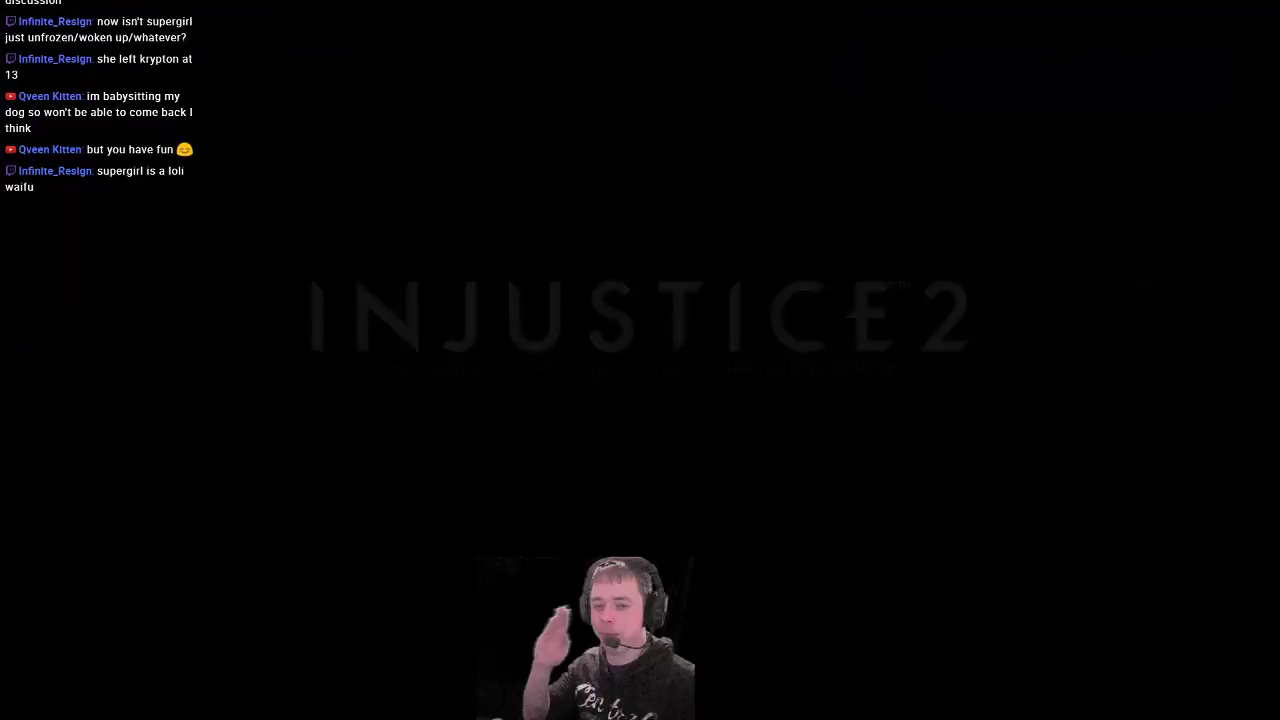 discussion
Infinite_Resign: now isn't supergirl
just unfrozen/woken up/whatever?
Infinite_Resign: she left krypton at
13
Qveen Kitten: im babysitting my
dog so won't be able to come back I
think
Qveen Kitten: but you have fun 😊
Infinite_Resign: supergirl is a loli
waifu
INJUSTICE 2
Central